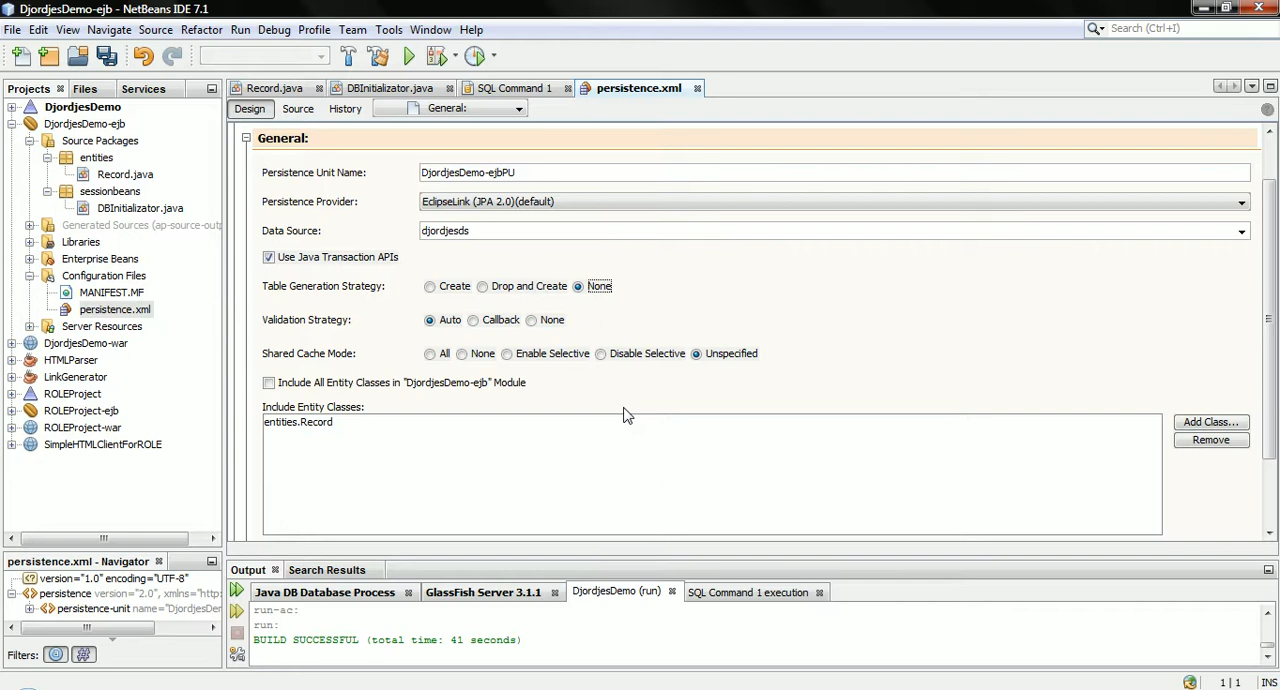 DjordjesDemo-ejb - NetBeans IDE 7.1
File Edit View Navigate Source Refactor Run Debug Profile Team Tools Window Help
Search (Ctrl+I)
Projects Files Services
Record.java DBInitializator.java SQL Command 1 persistence.xml
Design Source History General:
DjordjesDemo
DjordjesDemo-ejb
Source Packages
entities
Record.java
sessionbeans
DBInitializator.java
Generated Sources (ap-source-outp
Libraries
Enterprise Beans
Configuration Files
MANIFEST.MF
persistence.xml
Server Resources
DjordjesDemo-war
HTMLParser
LinkGenerator
ROLEProject
ROLEProject-ejb
ROLEProject-war
SimpleHTMLClientForROLE
General:
Persistence Unit Name: DjordjesDemo-ejbPU
Persistence Provider: EclipseLink (JPA 2.0)(default)
Data Source: djordjesds
Use Java Transaction APIs
Table Generation Strategy: Create Drop and Create None
Validation Strategy: Auto Callback None
Shared Cache Mode: All None Enable Selective Disable Selective Unspecified
Include All Entity Classes in "DjordjesDemo-ejb" Module
Include Entity Classes:
entities.Record
Add Class...
Remove
persistence.xml - Navigator
version="1.0" encoding="UTF-8"
persistence version="2.0", xmlns="http:
persistence-unit name="DjordjesDem
Filters:
Output Search Results
Java DB Database Process GlassFish Server 3.1.1 DjordjesDemo (run) SQL Command 1 execution
run-ac:
run:
BUILD SUCCESSFUL (total time: 41 seconds)
1 | 1 INS